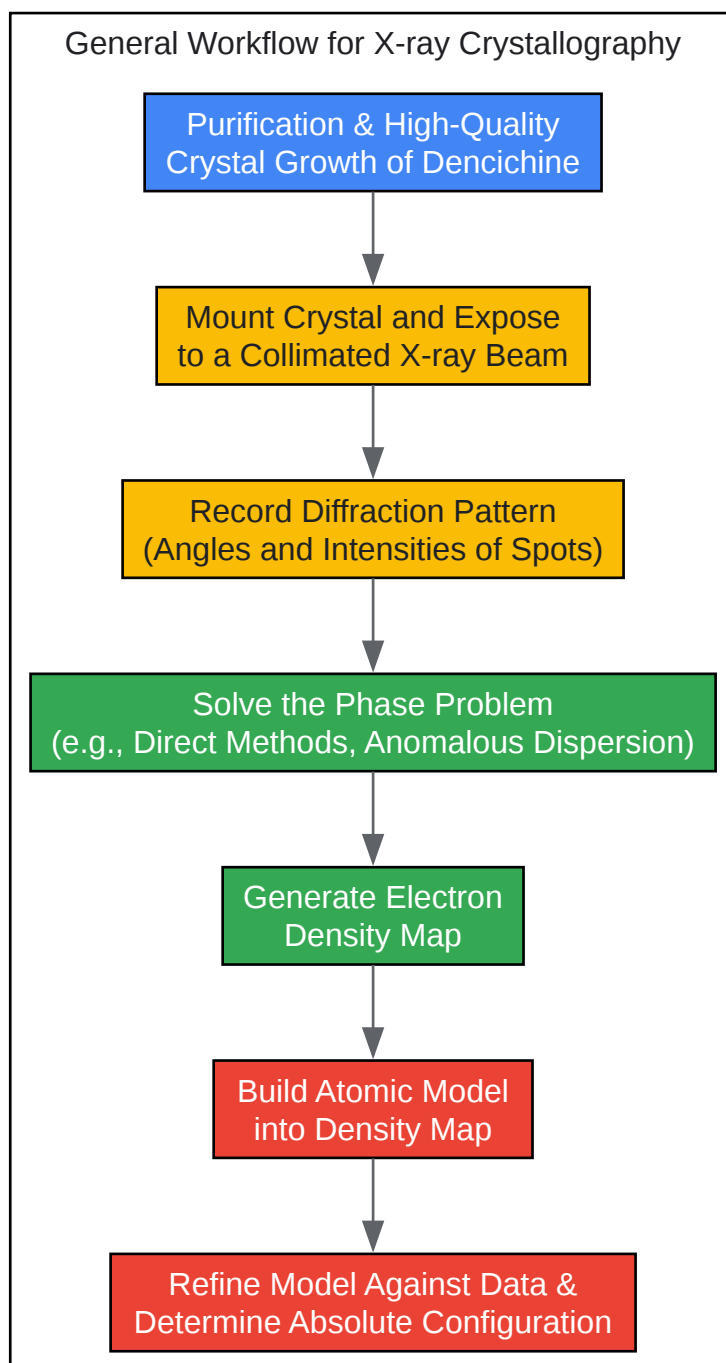 General Workflow for X-ray Crystallography
Purification & High-Quality
Crystal Growth of Dencichine
Mount Crystal and Expose
to a Collimated X-ray Beam
Record Diffraction Pattern
(Angles and Intensities of Spots)
Solve the Phase Problem
(e.g., Direct Methods, Anomalous Dispersion)
Generate Electron
Density Map
Build Atomic Model
into Density Map
Refine Model Against Data &
Determine Absolute Configuration